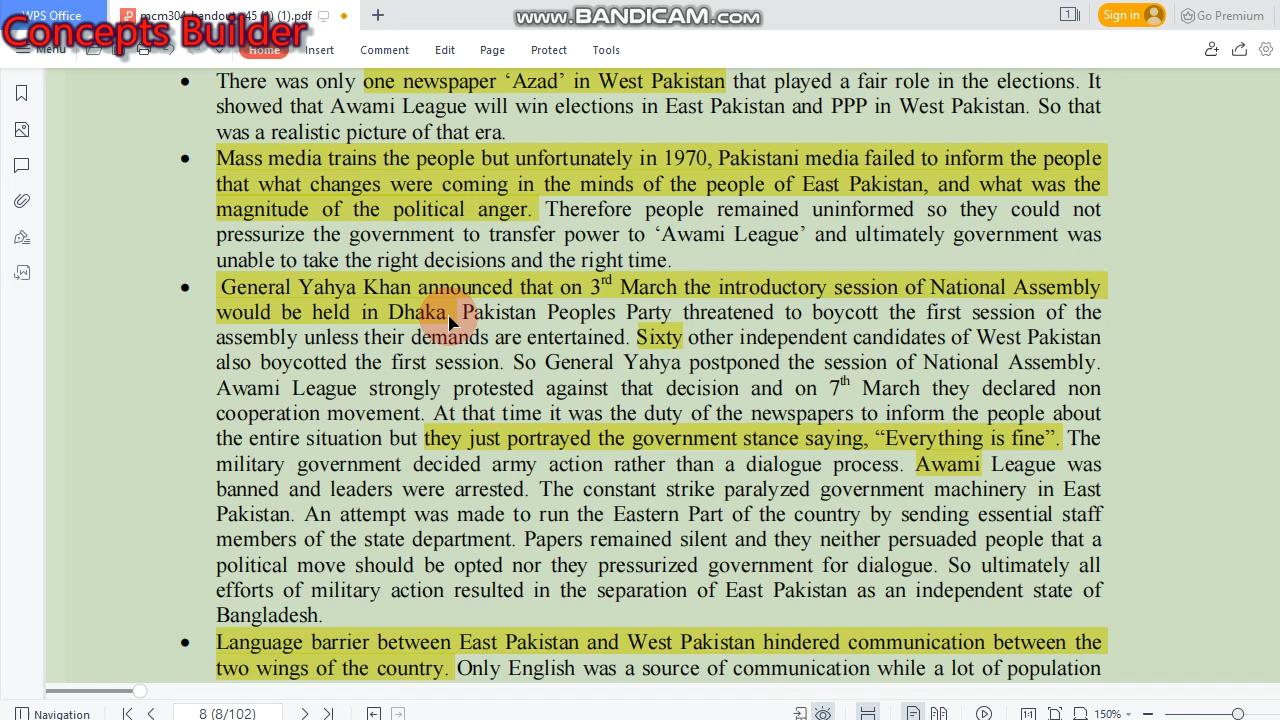 WPS Office
mcm304 handout 45 (1) (1).pdf
www.BANDICAM.com
1
Sign in
Go Premium
Concepts Builder
Menu
Home
Insert
Comment
Edit
Page
Protect
Tools
• There was only one newspaper ‘Azad’ in West Pakistan that played a fair role in the elections. It
showed that Awami League will win elections in East Pakistan and PPP in West Pakistan. So that
was a realistic picture of that era.
• Mass media trains the people but unfortunately in 1970, Pakistani media failed to inform the people
that what changes were coming in the minds of the people of East Pakistan, and what was the
magnitude of the political anger. Therefore people remained uninformed so they could not
pressurize the government to transfer power to ‘Awami League’ and ultimately government was
unable to take the right decisions and the right time.
• General Yahya Khan announced that on 3rd March the introductory session of National Assembly
would be held in Dhaka. Pakistan Peoples Party threatened to boycott the first session of the
assembly unless their demands are entertained. Sixty other independent candidates of West Pakistan
also boycotted the first session. So General Yahya postponed the session of National Assembly.
Awami League strongly protested against that decision and on 7th March they declared non
cooperation movement. At that time it was the duty of the newspapers to inform the people about
the entire situation but they just portrayed the government stance saying, “Everything is fine”. The
military government decided army action rather than a dialogue process. Awami League was
banned and leaders were arrested. The constant strike paralyzed government machinery in East
Pakistan. An attempt was made to run the Eastern Part of the country by sending essential staff
members of the state department. Papers remained silent and they neither persuaded people that a
political move should be opted nor they pressurized government for dialogue. So ultimately all
efforts of military action resulted in the separation of East Pakistan as an independent state of
Bangladesh.
• Language barrier between East Pakistan and West Pakistan hindered communication between the
two wings of the country. Only English was a source of communication while a lot of population
Navigation
8 (8/102)
150%